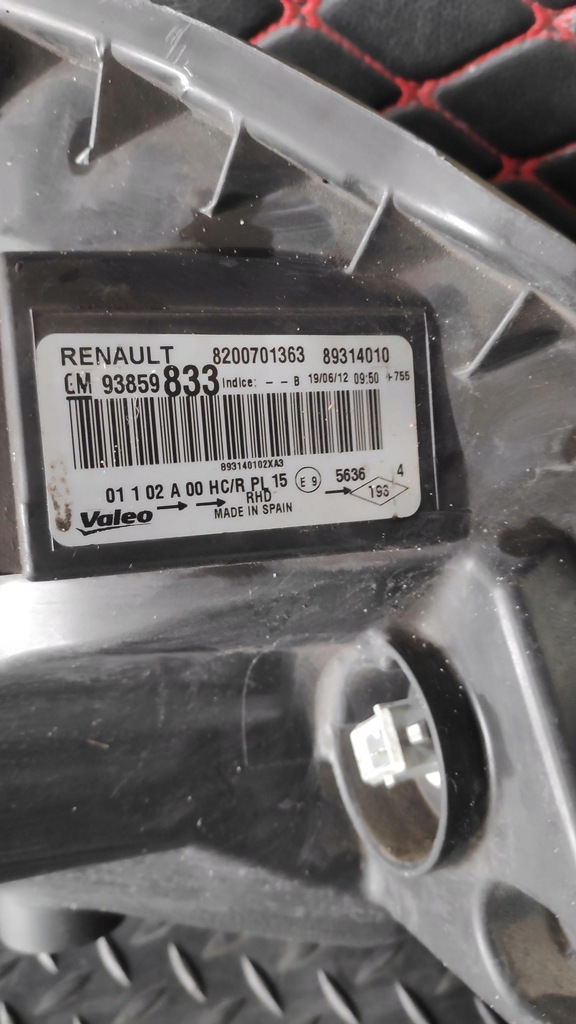 RENAULT 8200701363 89314010
GM 93859 833 Indice: - - B 19/06/12 09:50 +755
893140102XA3
01 1 02 A 00 HC/R PL 15 E 9 5636 4
RHD 196
Valeo MADE IN SPAIN